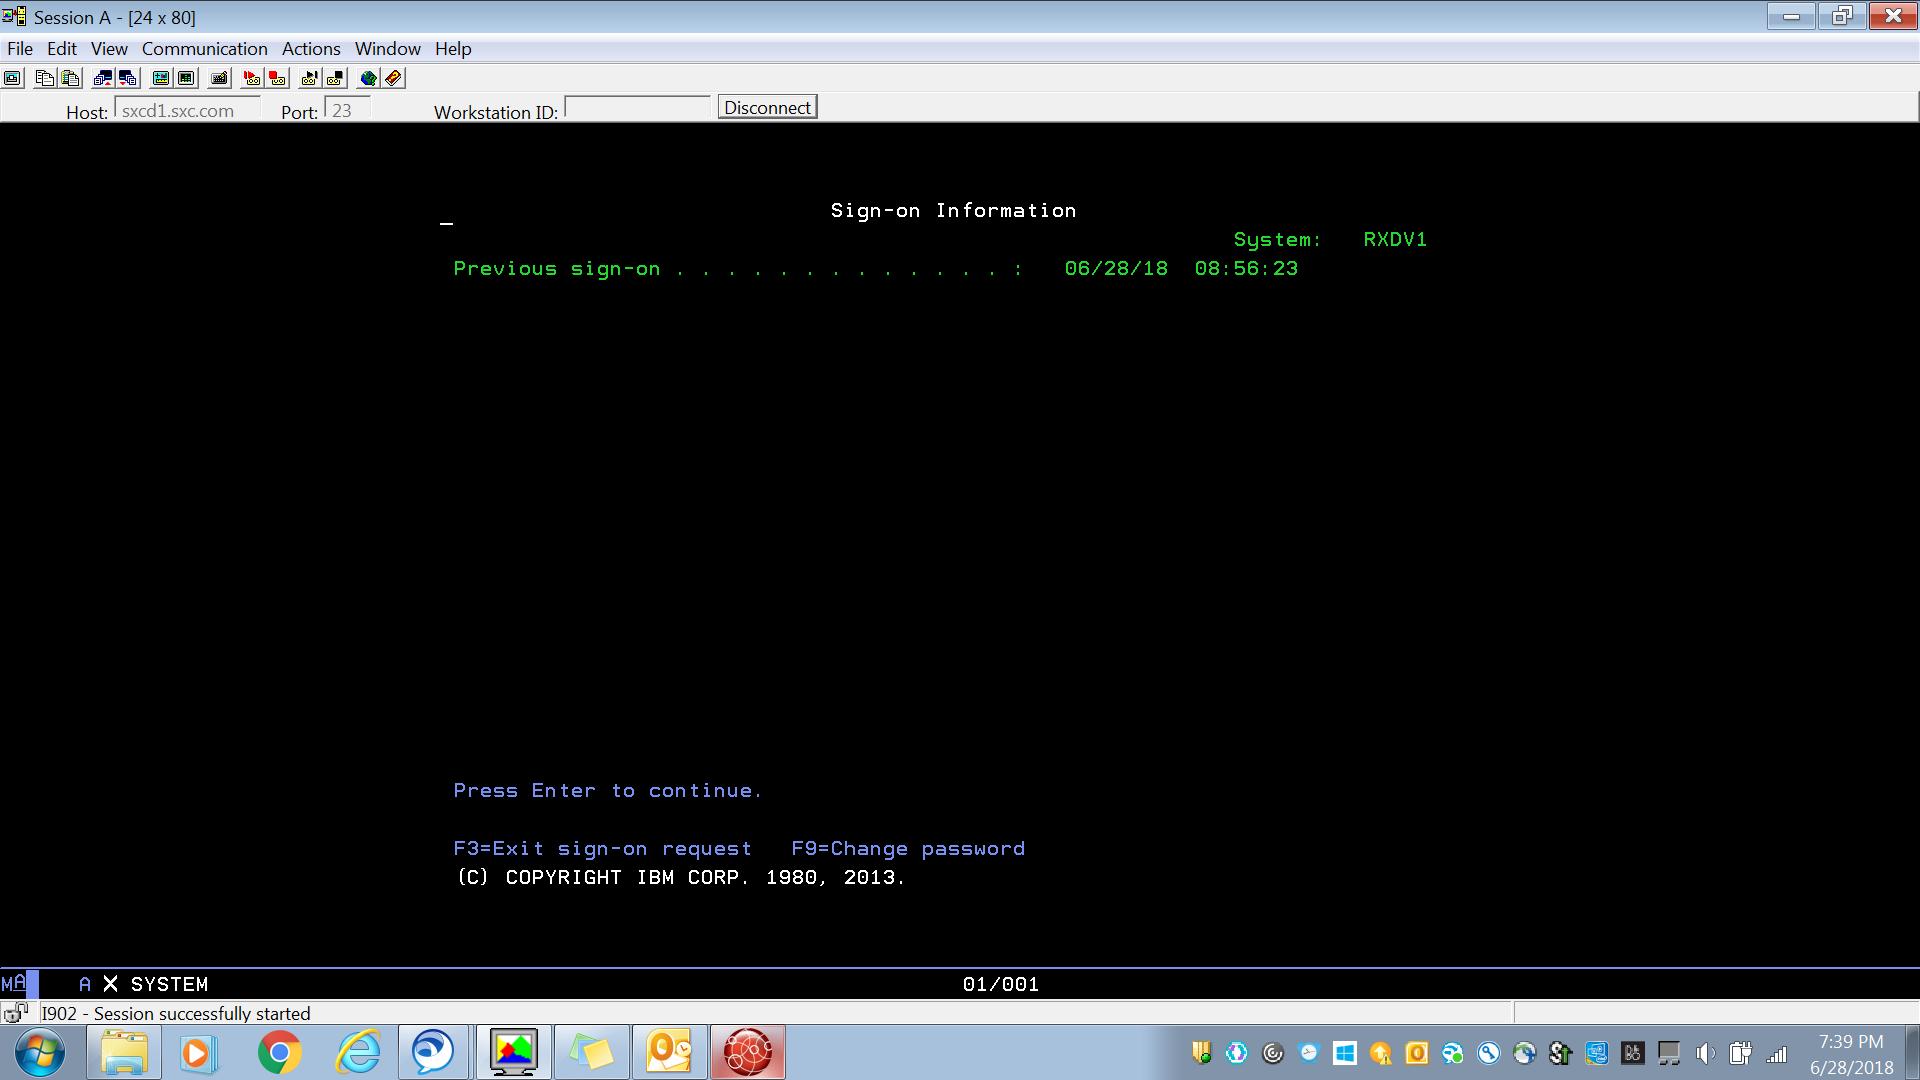 Session A - [24 x 80]
File Edit View Communication Actions Window Help
Host: sxcd1.sxc.com Port: 23 Workstation ID: Disconnect
Sign-on Information
System: RXDV1
Previous sign-on . . . . . . . . . . . . . : 06/28/18 08:56:23
Press Enter to continue.
F3=Exit sign-on request F9=Change password
(C) COPYRIGHT IBM CORP. 1980, 2013.
MA A X SYSTEM 01/001
I902 - Session successfully started
7:39 PM
6/28/2018